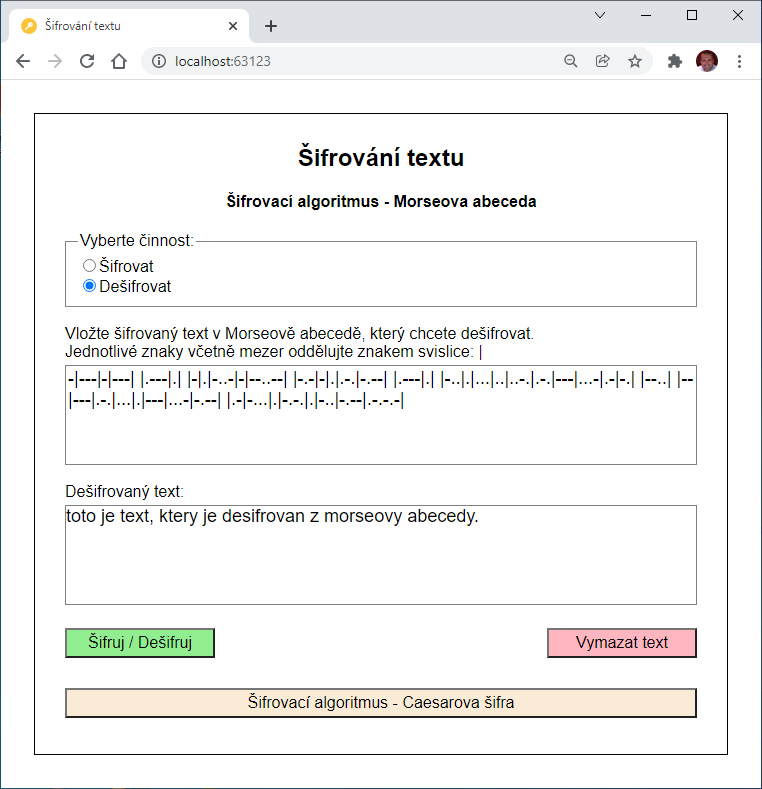 Šifrování textu
localhost:63123
Šifrování textu
Šifrovací algoritmus - Morseova abeceda
Vyberte činnost:
Šifrovat
Dešifrovat
Vložte šifrovaný text v Morseově abecedě, který chcete dešifrovat.
Jednotlivé znaky včetně mezer oddělujte znakem svislice: |
-|---|-|---| |.---|.| |-|.|-..-|-|--..--| |-.-|-|.|.-.|-.--| |.---|.| |-..|.|...|..|..-.|.-.|---|...-|.-|-.| |--..| |--
|---|.-.|...|.|---|...-|-.--| |.-|-...|.|-.-.|.|-..|-.--|.-.-.-|
Dešifrovaný text:
toto je text, ktery je desifrovan z morseovy abecedy.
Šifruj / Dešifruj
Vymazat text
Šifrovací algoritmus - Caesarova šifra